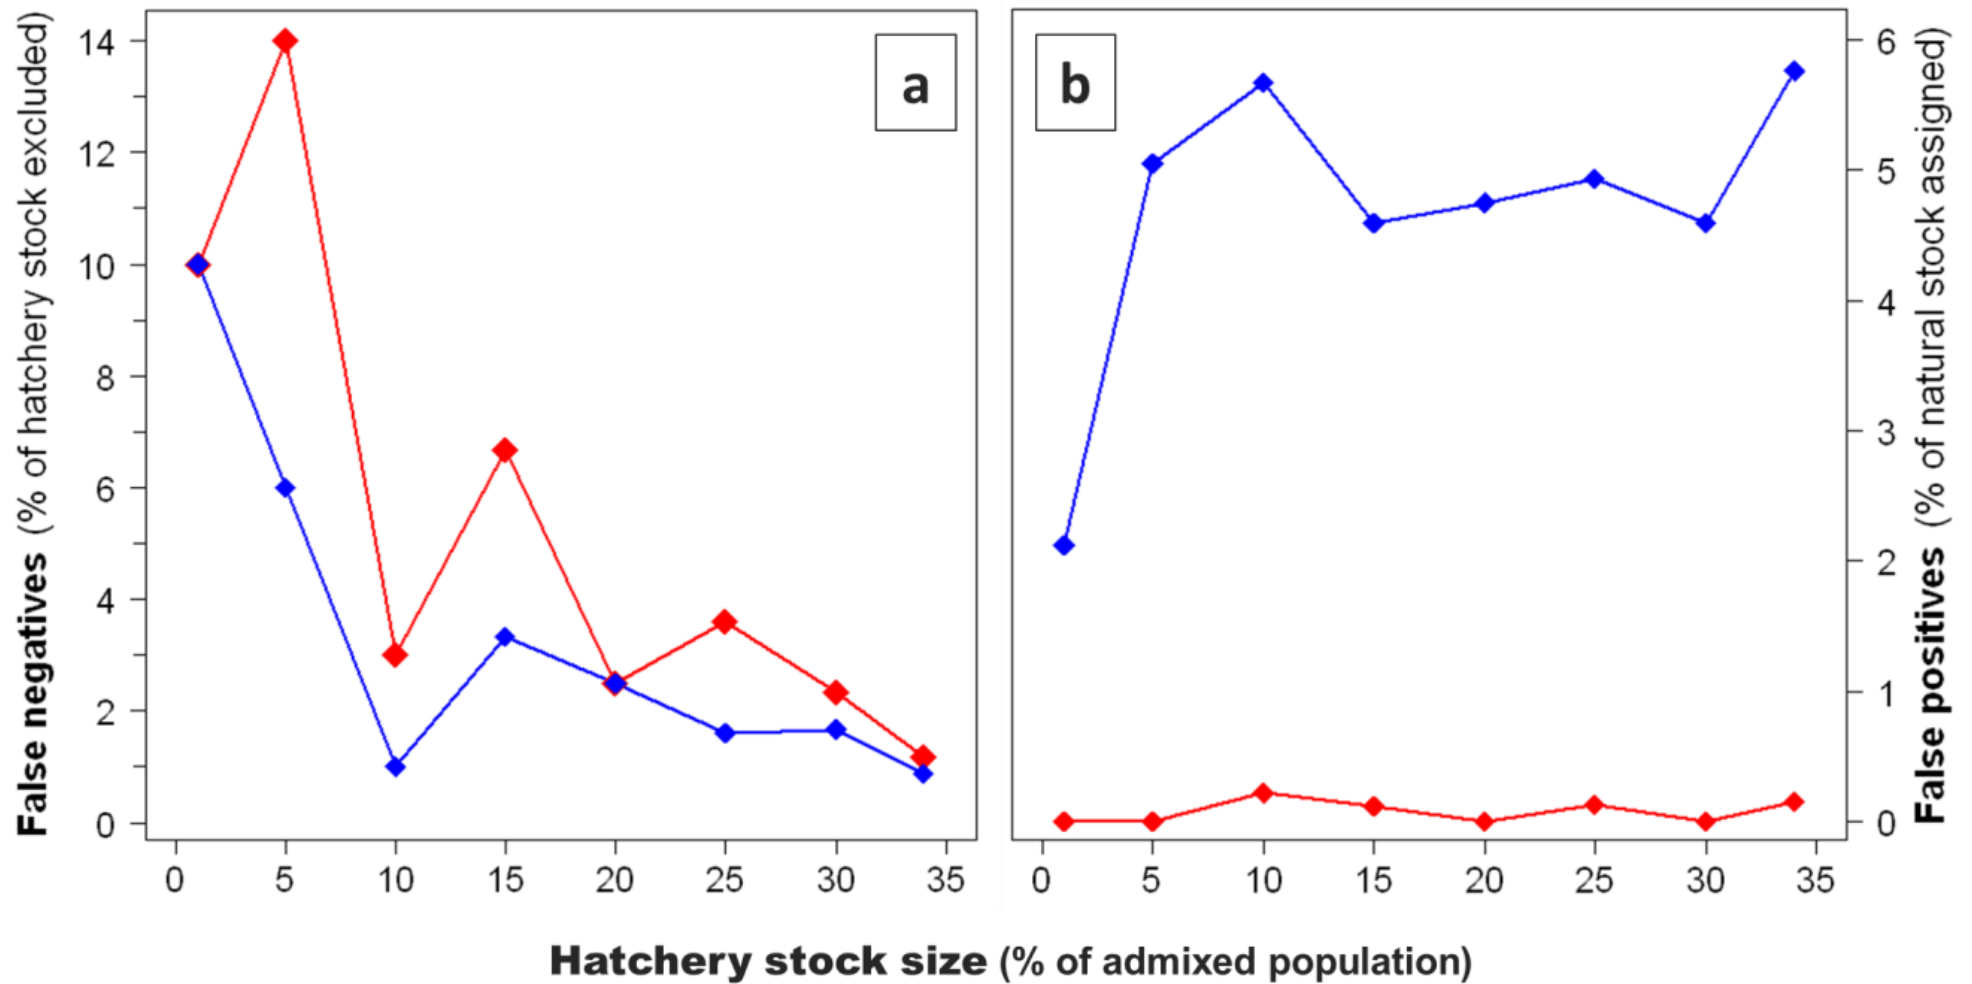 False negatives (% of hatchery stock excluded)
14
12
10
8
6
4
2
0
a
0 5 10 15 20 25 30 35
b
6
5
4
3
2
1
0
0 5 10 15 20 25 30 35
False positives (% of natural stock assigned)
Hatchery stock size (% of admixed population)